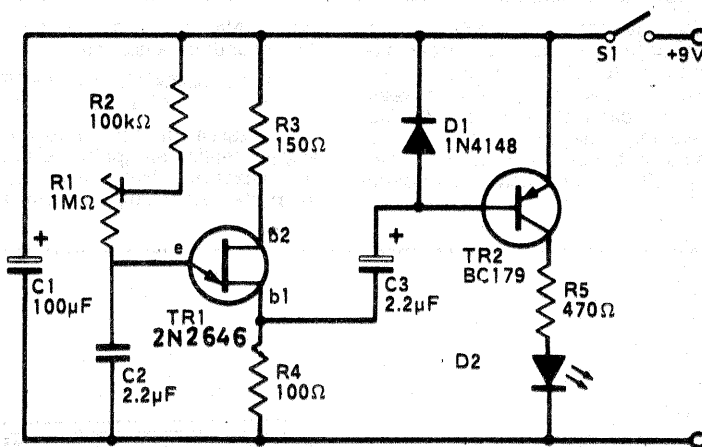 S1
+9V
R2
100kΩ
R3
150Ω
D1
1N4148
R1
1MΩ
+
e
B2
b1
TR1
2N2646
+
C3
2.2µF
TR2
BC179
R5
470Ω
+
C1
100µF
C2
2.2µF
R4
100Ω
D2